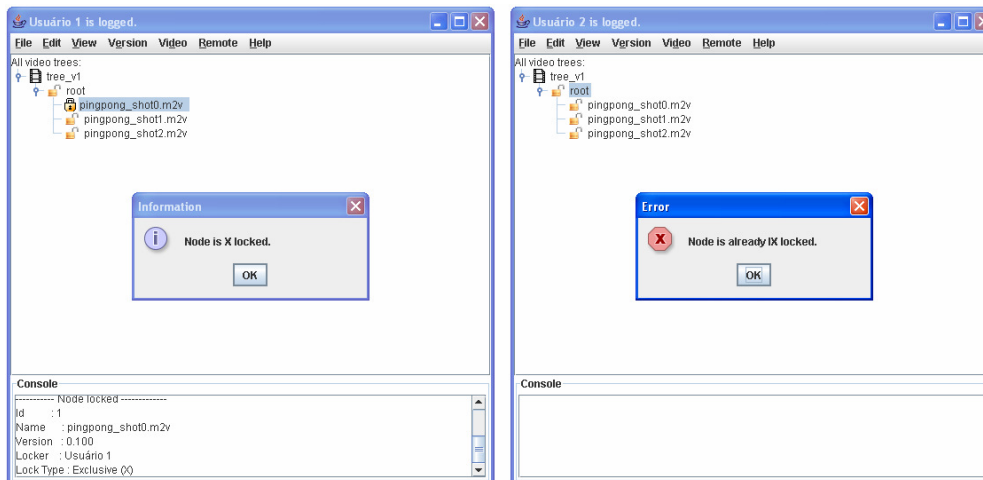 Usuário 1 is logged.
File Edit View Version Video Remote Help
All video trees:
tree_v1
root
pingpong_shot0.m2v
pingpong_shot1.m2v
pingpong_shot2.m2v
Information
Node is X locked.
OK
Console
----------- Node locked -------------
Id : 1
Name : pingpong_shot0.m2v
Version : 0.100
Locker : Usuário 1
Lock Type : Exclusive (X)
Usuário 2 is logged.
File Edit View Version Video Remote Help
All video trees:
tree_v1
root
pingpong_shot0.m2v
pingpong_shot1.m2v
pingpong_shot2.m2v
Error
Node is already IX locked.
OK
Console